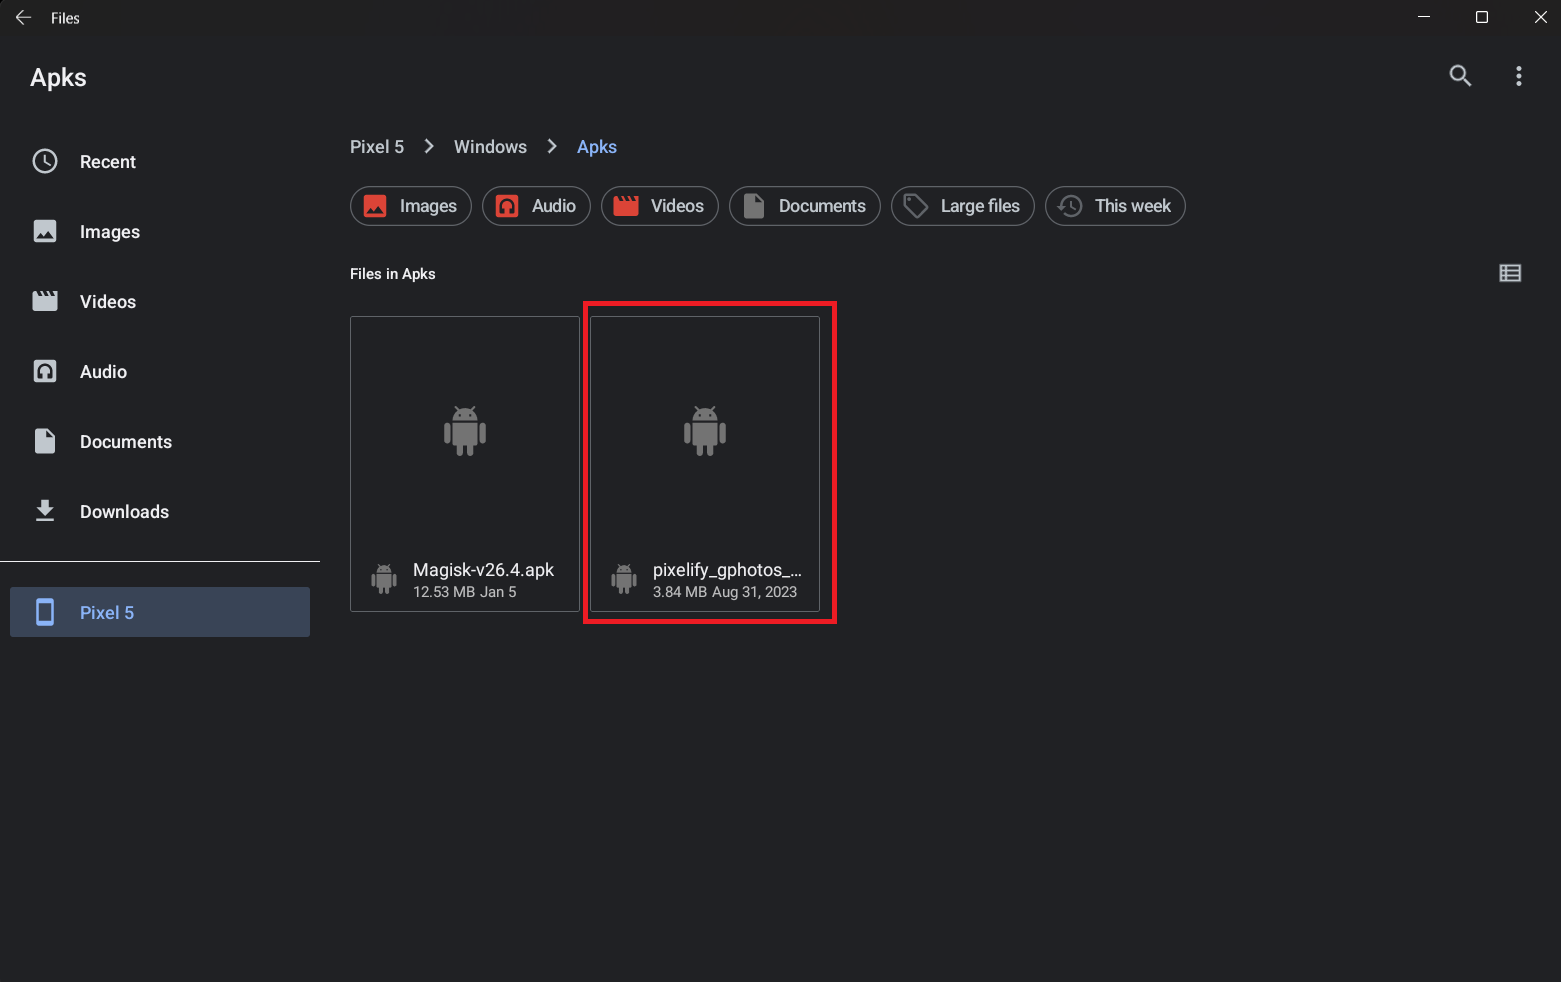 Files
Apks
Recent
Images
Videos
Audio
Documents
Downloads
Pixel 5
Pixel 5 Windows Apks
Images Audio Videos Documents Large files This week
Files in Apks
Magisk-v26.4.apk
12.53 MB Jan 5
pixelify_gphotos_...
3.84 MB Aug 31, 2023